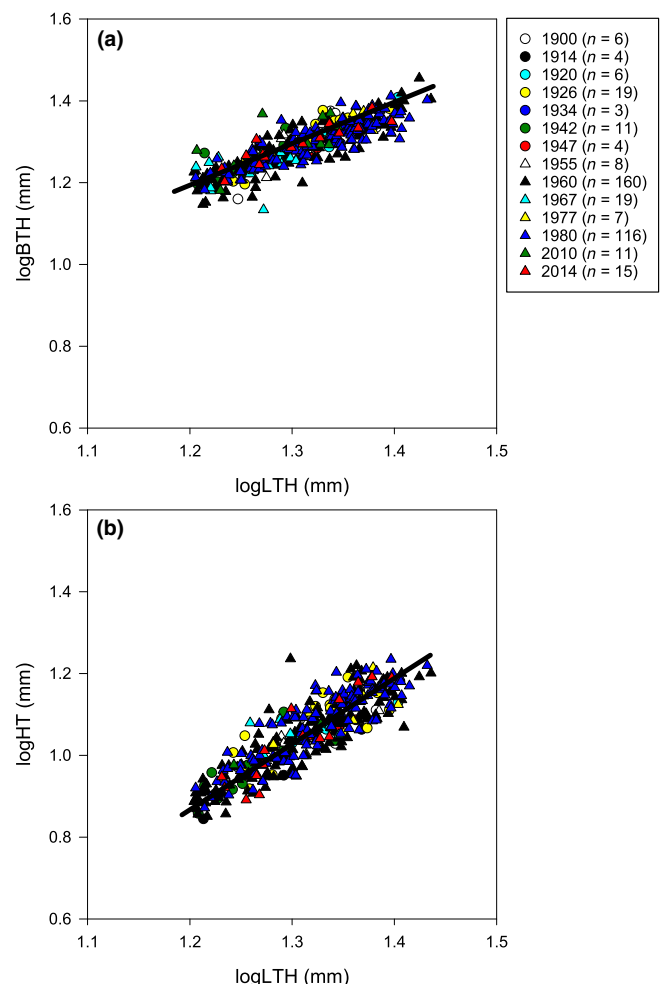 (a)
1.6
1.4
1.2
1.0
0.8
0.6
logBTH (mm)
1.1 1.2 1.3 1.4 1.5
logLTH (mm)
1900 (n = 6)
1914 (n = 4)
1920 (n = 6)
1926 (n = 19)
1934 (n = 3)
1942 (n = 11)
1947 (n = 4)
1955 (n = 8)
1960 (n = 160)
1967 (n = 19)
1977 (n = 7)
1980 (n = 116)
2010 (n = 11)
2014 (n = 15)
(b)
1.6
1.4
1.2
1.0
0.8
0.6
logHT (mm)
1.1 1.2 1.3 1.4 1.5
logLTH (mm)